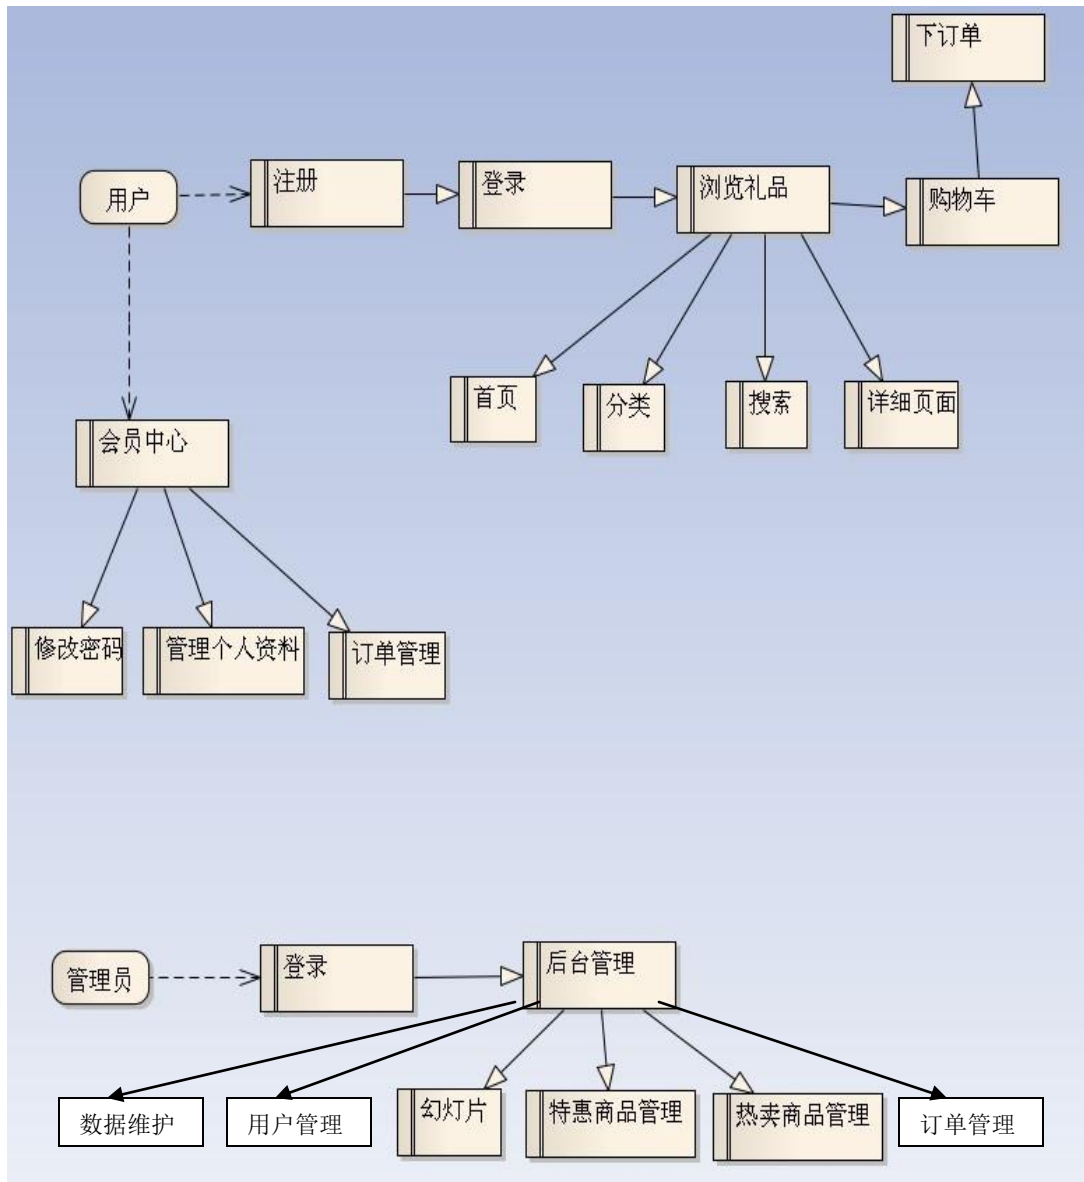 下订单
用户
注册
登录
浏览礼品
购物车
首页
分类
搜索
详细页面
会员中心
修改密码
管理个人资料
订单管理
管理员
登录
后台管理
数据维护
用户管理
幻灯片
特惠商品管理
热卖商品管理
订单管理